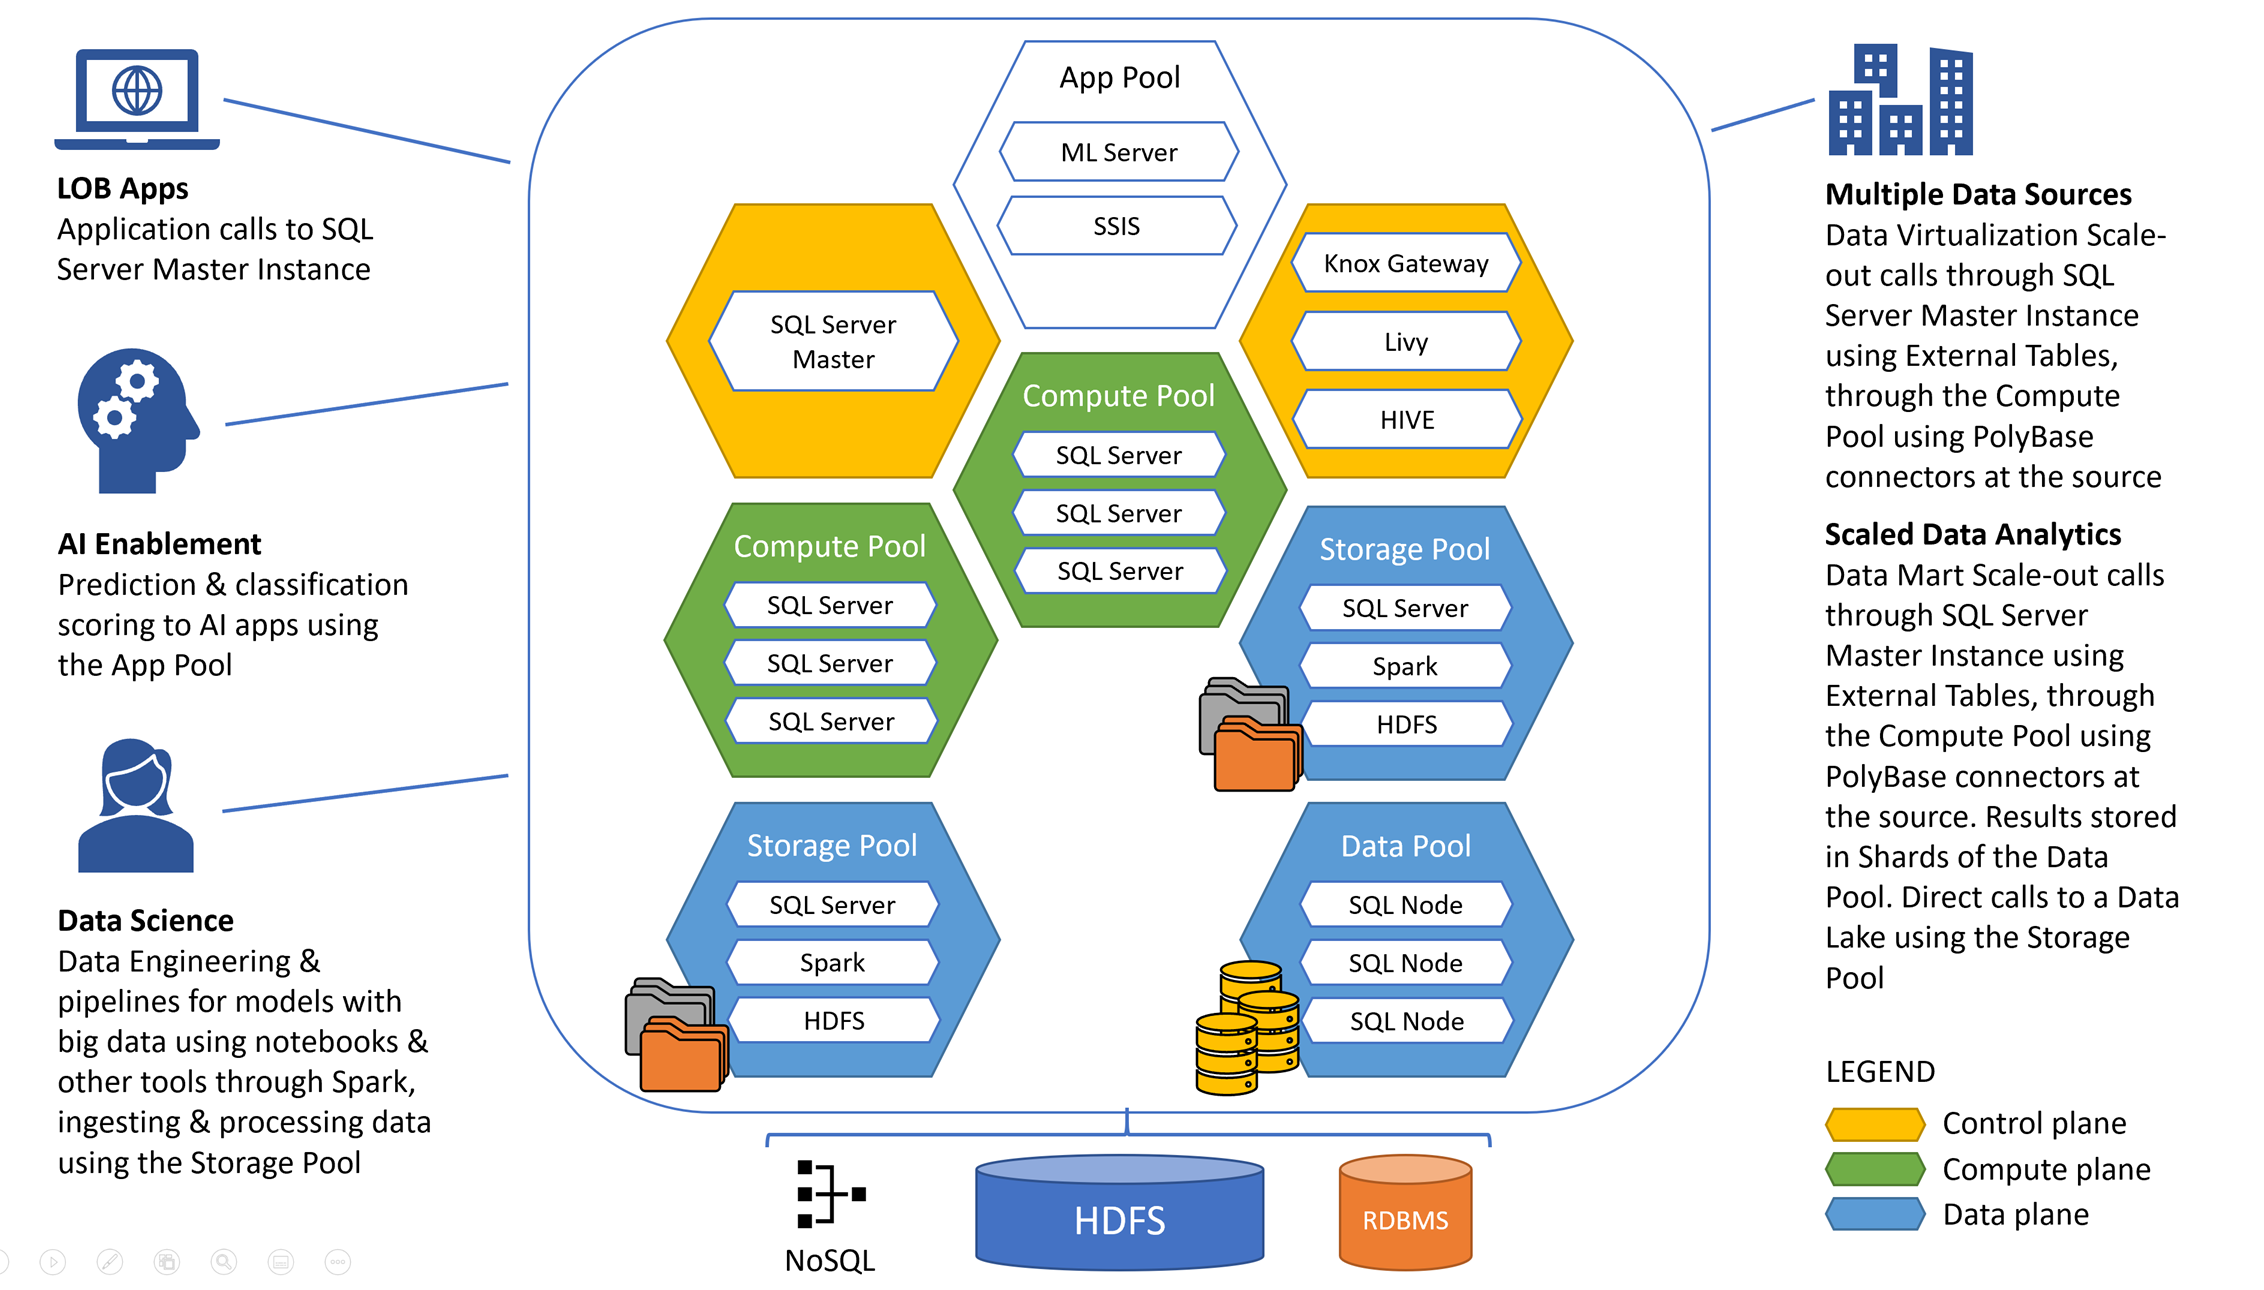 LOB Apps
Application calls to SQL
Server Master Instance
AI Enablement
Prediction & classification
scoring to AI apps using
the App Pool
Data Science
Data Engineering &
pipelines for models with
big data using notebooks &
other tools through Spark,
ingesting & processing data
using the Storage Pool
App Pool
ML Server
SSIS
SQL Server
Master
Knox Gateway
Livy
HIVE
Compute Pool
SQL Server
SQL Server
SQL Server
Compute Pool
SQL Server
SQL Server
SQL Server
Storage Pool
SQL Server
Spark
HDFS
Storage Pool
SQL Server
Spark
HDFS
Data Pool
SQL Node
SQL Node
SQL Node
NoSQL
HDFS
RDBMS
Multiple Data Sources
Data Virtualization Scale-
out calls through SQL
Server Master Instance
using External Tables,
through the Compute
Pool using PolyBase
connectors at the source
Scaled Data Analytics
Data Mart Scale-out calls
through SQL Server
Master Instance using
External Tables, through
the Compute Pool using
PolyBase connectors at
the source. Results stored
in Shards of the Data
Pool. Direct calls to a Data
Lake using the Storage
Pool
LEGEND
Control plane
Compute plane
Data plane